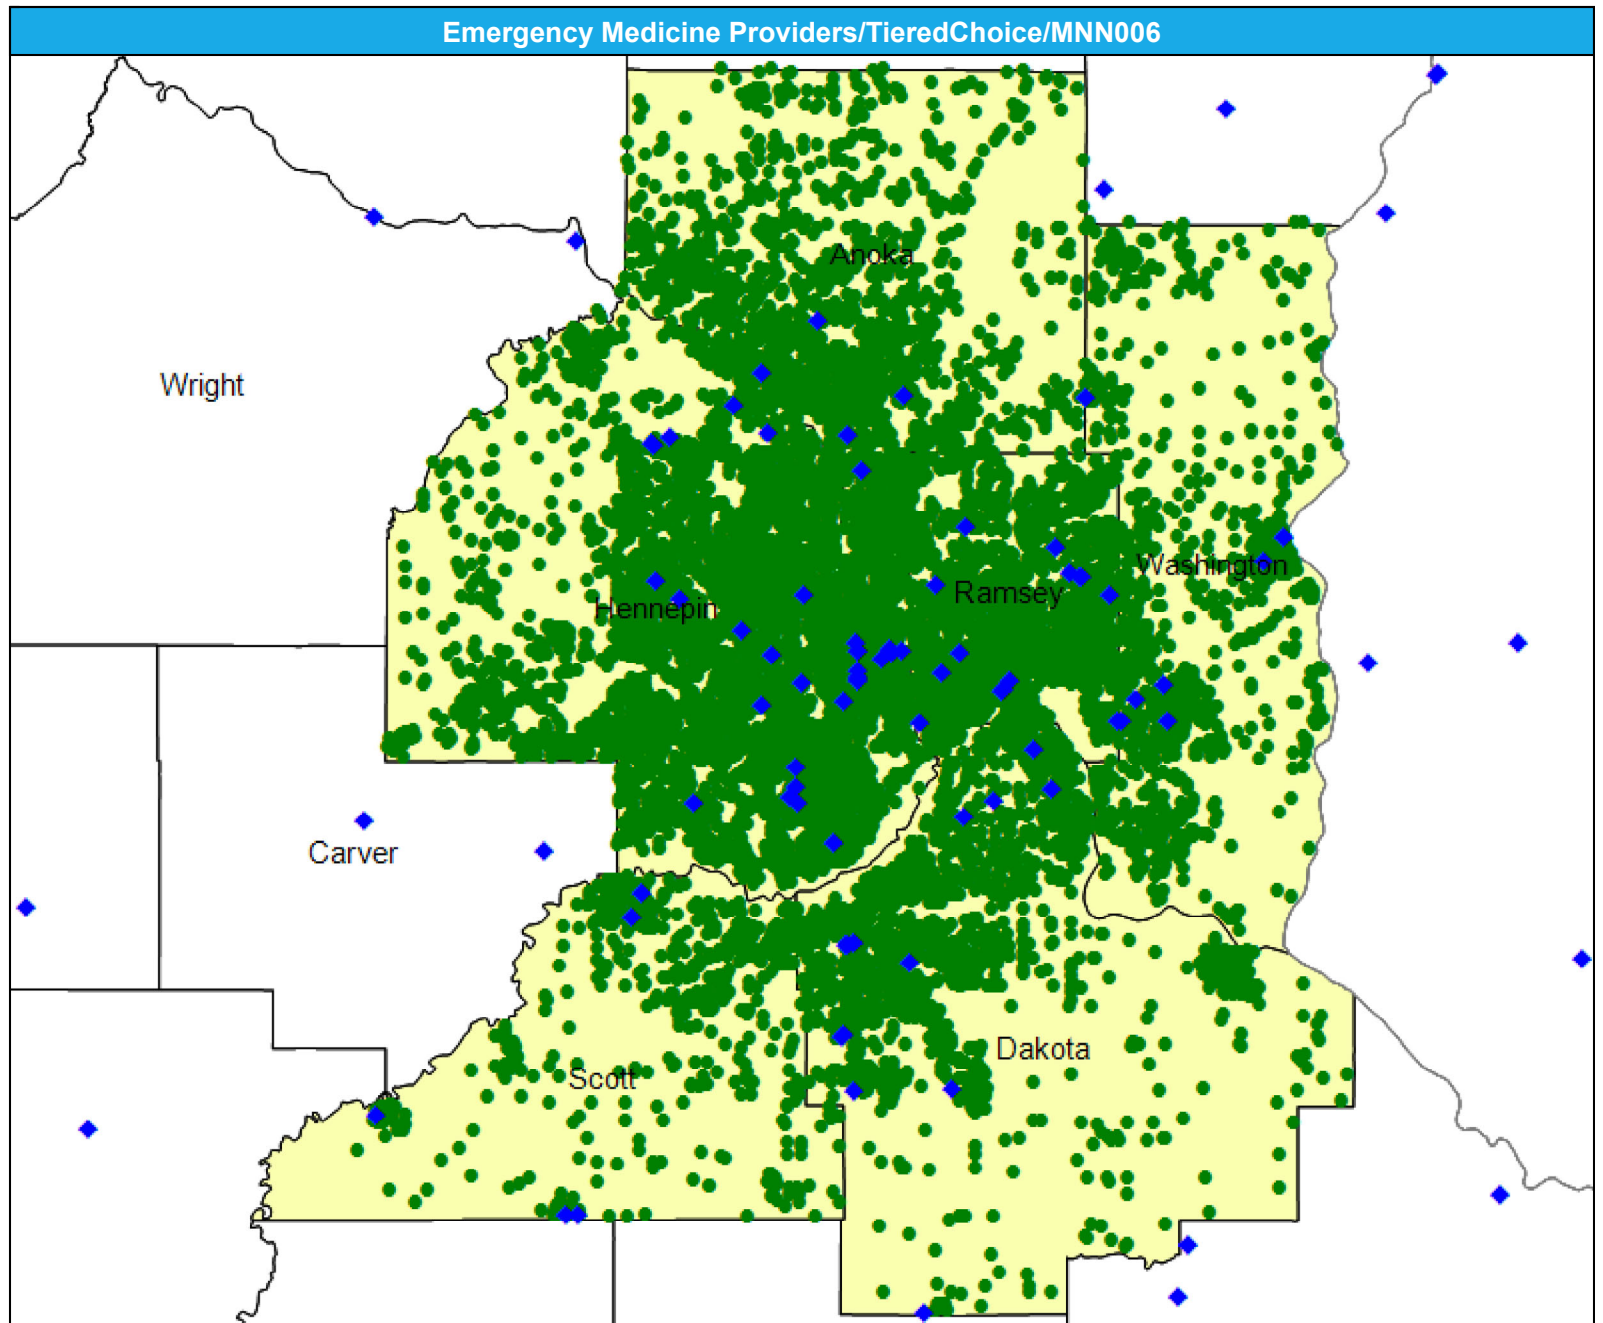 Emergency Medicine Providers/TieredChoice/MNN006
Anoka
Wright
Washington
Ramsey
Hennepin
Carver
Dakota
Scott